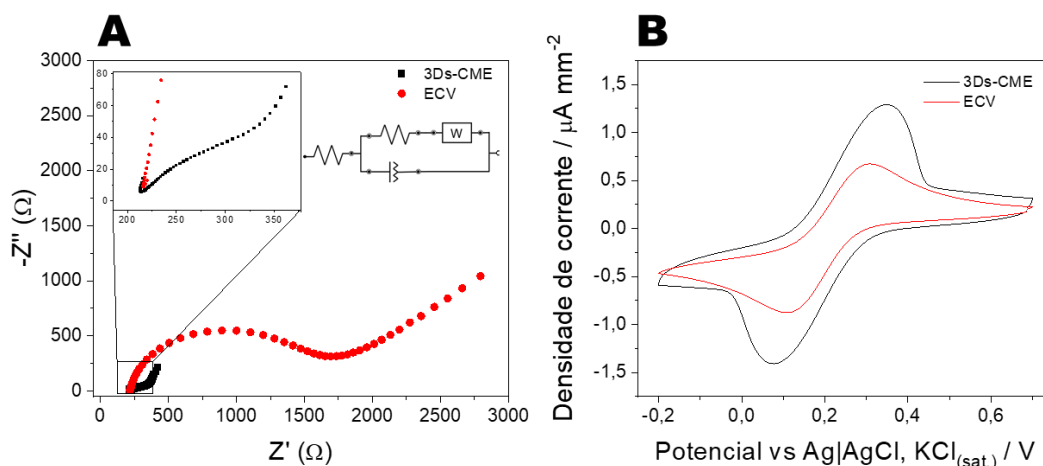 A
3000
2500
2000
1500
1000
500
0
-Z'' (Ω)
0 500 1000 1500 2000 2500 3000
Z' (Ω)
80
60
40
20
0
200 250 300 350
3Ds-CME
ECV
W
B
1,5
1,0
0,5
0,0
-0,5
-1,0
-1,5
Densidade de corrente / μA mm⁻²
-0,2 0,0 0,2 0,4 0,6
Potencial vs Ag|AgCl, KCl(sat.) / V
3Ds-CME
ECV